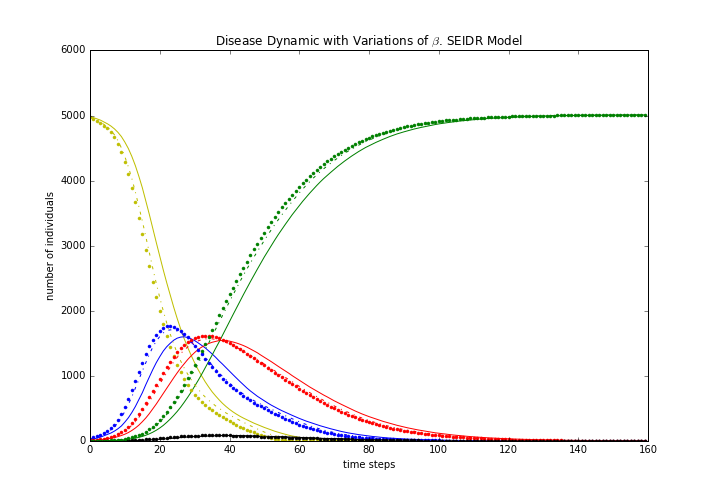 Disease Dynamic with Variations of β. SEIDR Model
6000
5000
4000
3000
2000
1000
0
number of individuals
0 20 40 60 80 100 120 140 160
time steps